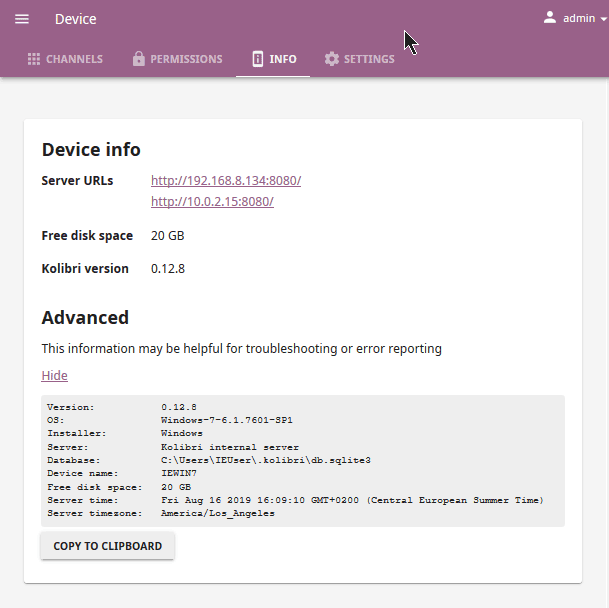 Device
admin
CHANNELS
PERMISSIONS
INFO
SETTINGS
Device info
Server URLs http://192.168.8.134:8080/
http://10.0.2.15:8080/
Free disk space 20 GB
Kolibri version 0.12.8
Advanced
This information may be helpful for troubleshooting or error reporting
Hide
Version: 0.12.8
OS: Windows-7-6.1.7601-SP1
Installer: Windows
Server: Kolibri internal server
Database: C:\Users\IEUser\.kolibri\db.sqlite3
Device name: IEWIN7
Free disk space: 20 GB
Server time: Fri Aug 16 2019 16:09:10 GMT+0200 (Central European Summer Time)
Server timezone: America/Los_Angeles
COPY TO CLIPBOARD